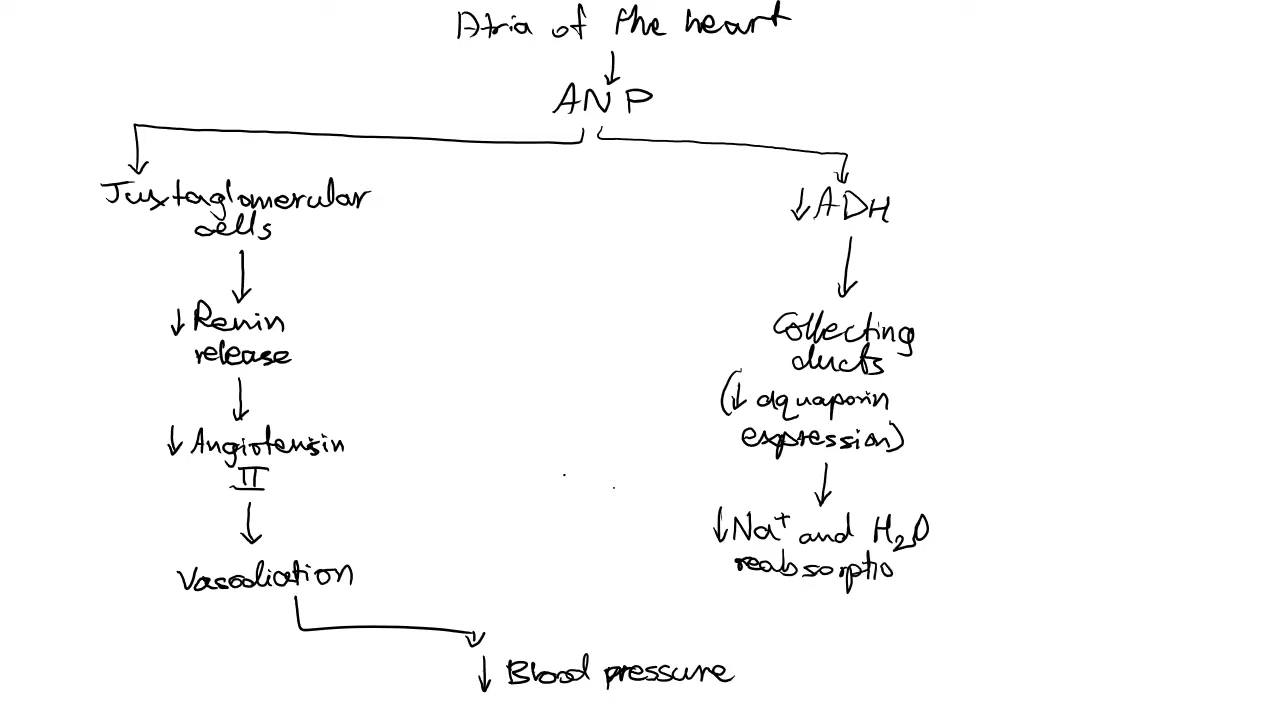 Atria of the heart
↓
ANP
Juxtaglomerular
cells
↓
↓ Renin
release
↓
↓ Angiotensin
II
↓
Vasodiation
↓ ADH
↓
Collecting
ducts
(↓ aquaporin
expression)
↓
↓ Na⁺ and H₂O
reabsorptio
↓ Blood pressure